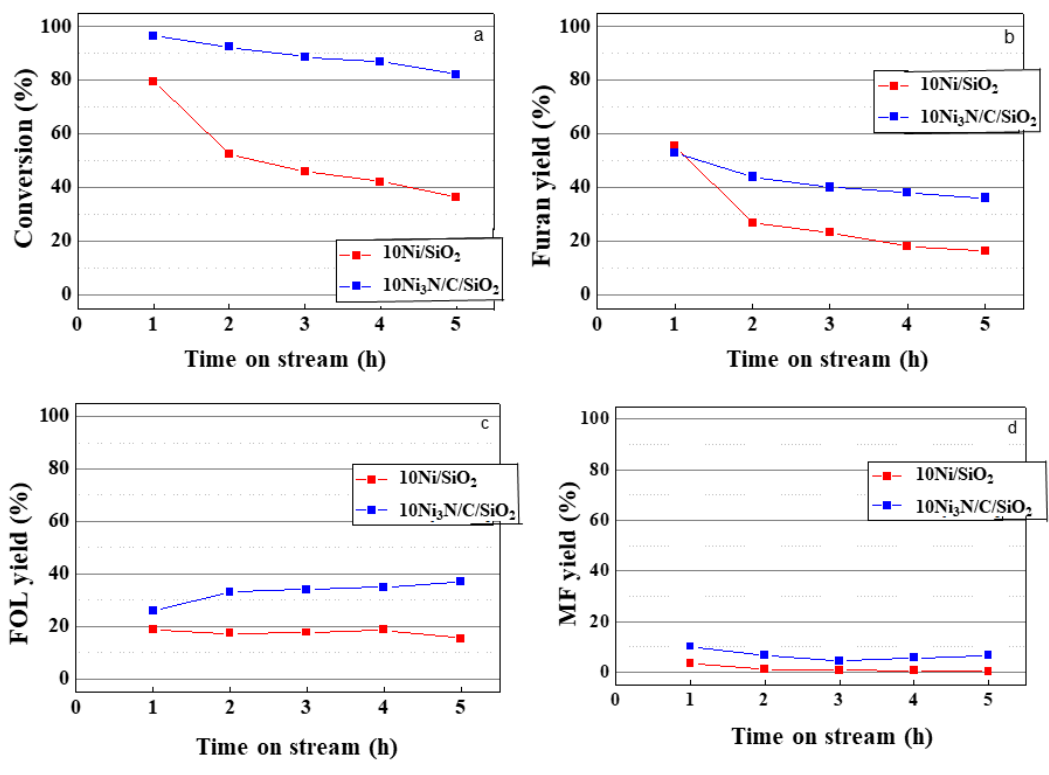 a
Conversion (%)
100
80
60
40
20
0
10Ni/SiO₂
10Ni₃N/C/SiO₂
0 1 2 3 4 5
Time on stream (h)
b
Furan yield (%)
100
80
60
40
20
0
10Ni/SiO₂
10Ni₃N/C/SiO₂
0 1 2 3 4 5
Time on stream (h)
c
FOL yield (%)
100
80
60
40
20
0
10Ni/SiO₂
10Ni₃N/C/SiO₂
0 1 2 3 4 5
Time on stream (h)
d
MF yield (%)
100
80
60
40
20
0
10Ni/SiO₂
10Ni₃N/C/SiO₂
0 1 2 3 4 5
Time on stream (h)